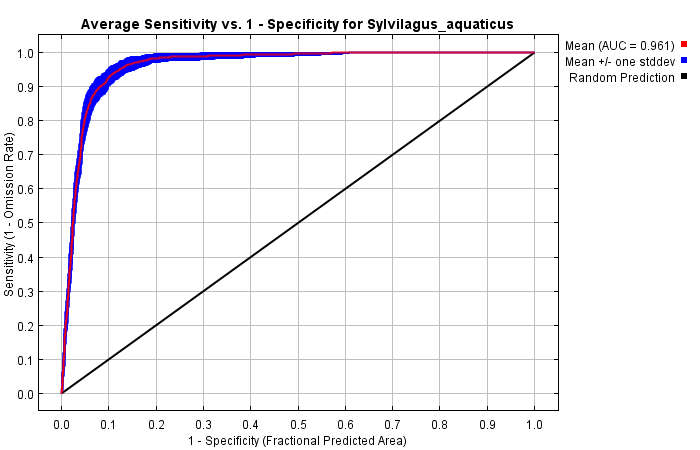 Average Sensitivity vs. 1 - Specificity for Sylvilagus_aquaticus
Mean (AUC = 0.961)
Mean +/- one stddev
Random Prediction
Sensitivity (1 - Omission Rate)
1.0
0.9
0.8
0.7
0.6
0.5
0.4
0.3
0.2
0.1
0.0
0.0 0.1 0.2 0.3 0.4 0.5 0.6 0.7 0.8 0.9 1.0
1 - Specificity (Fractional Predicted Area)